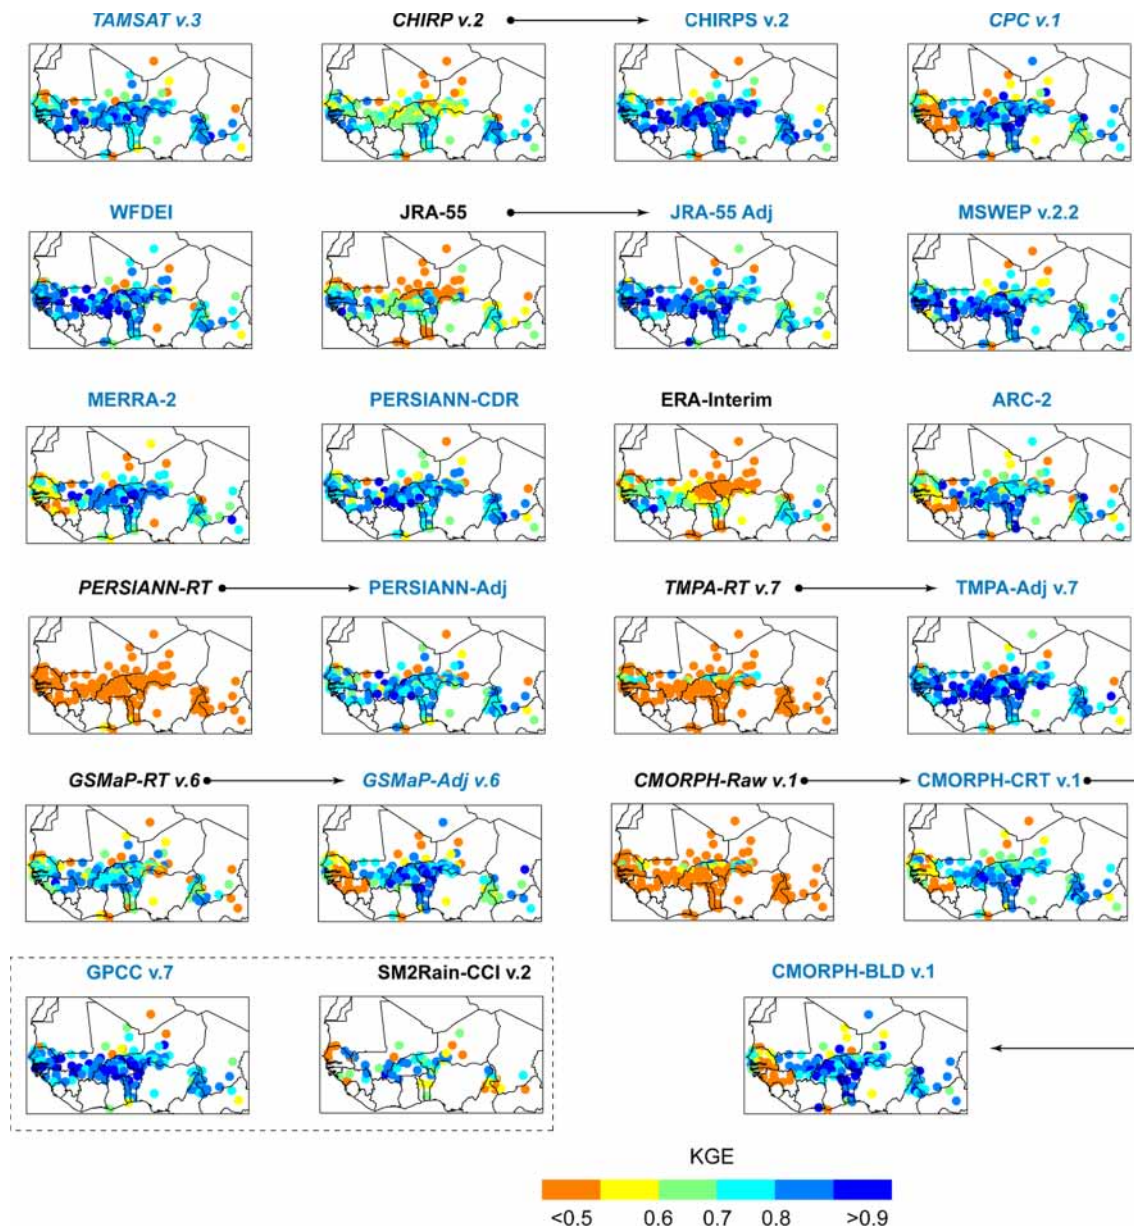 TAMSAT v.3 CHIRP v.2 CHIRPS v.2 CPC v.1
WFDEI JRA-55 JRA-55 Adj MSWEP v.2.2
MERRA-2 PERSIANN-CDR ERA-Interim ARC-2
PERSIANN-RT PERSIANN-Adj TMPA-RT v.7 TMPA-Adj v.7
GSMaP-RT v.6 GSMaP-Adj v.6 CMORPH-Raw v.1 CMORPH-CRT v.1
GPCC v.7 SM2Rain-CCI v.2 CMORPH-BLD v.1
KGE
<0.5 0.6 0.7 0.8 >0.9